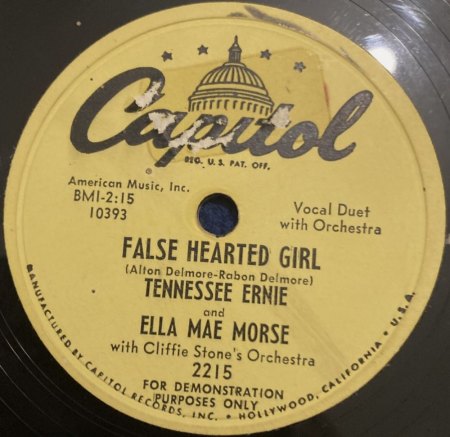 Capitol
REG. U.S. PAT. OFF.
American Music, Inc.
BMI-2:15
10393
Vocal Duet
with Orchestra
FALSE HEARTED GIRL
(Alton Delmore-Rabon Delmore)
TENNESSEE ERNIE
and
ELLA MAE MORSE
with Cliffie Stone's Orchestra
2215
FOR DEMONSTRATION
PURPOSES ONLY
MANUFACTURED BY CAPITOL RECORDS, INC. • HOLLYWOOD, CALIFORNIA • U.S.A.